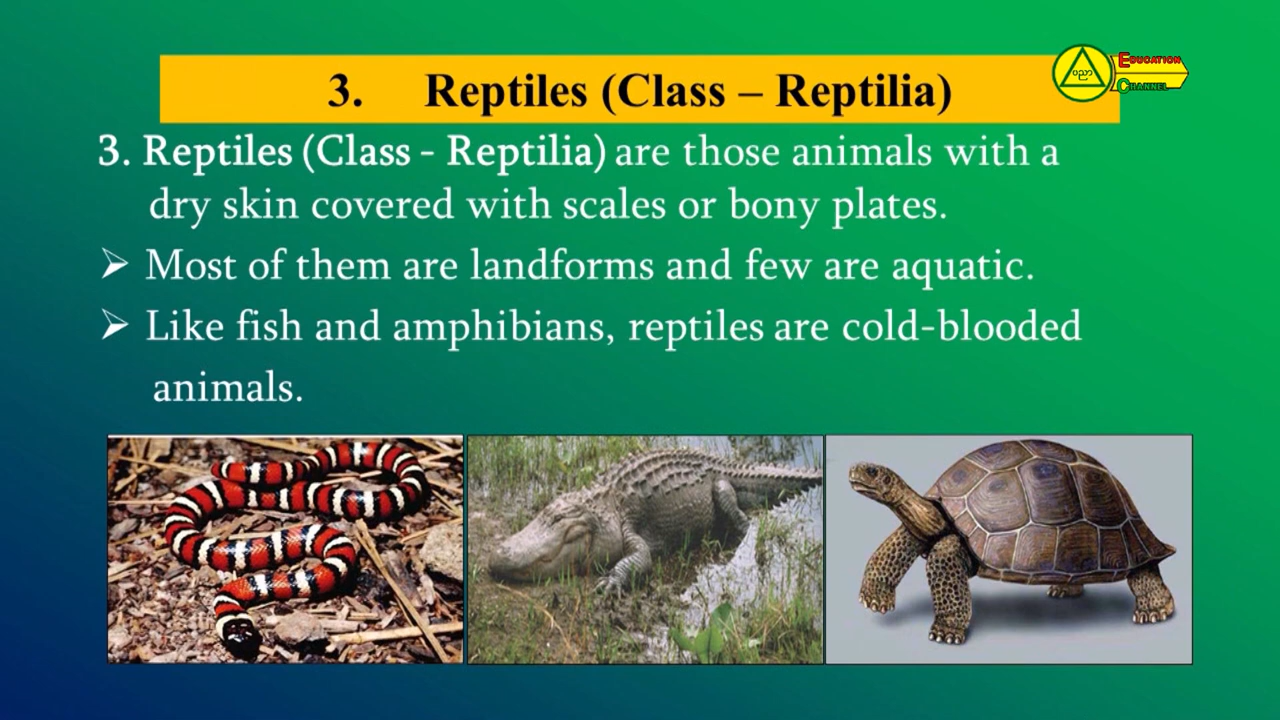 3. Reptiles (Class – Reptilia)
ပညာ
EDUCATION
CHANNEL
3. Reptiles (Class - Reptilia) are those animals with a
dry skin covered with scales or bony plates.
➢ Most of them are landforms and few are aquatic.
➢ Like fish and amphibians, reptiles are cold-blooded
animals.